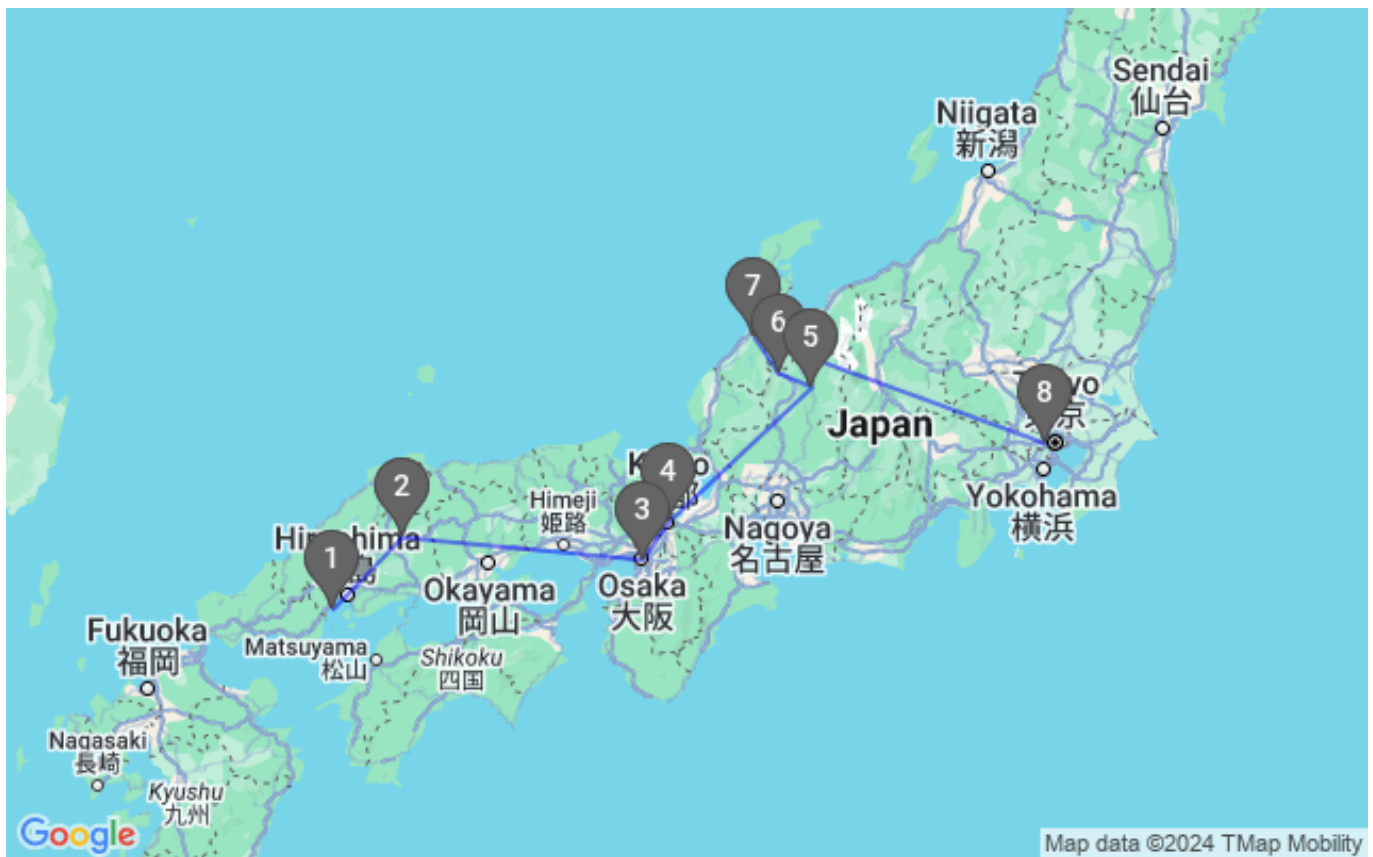 Sendai
仙台
Niigata
新潟
7
6
5
8
Japan
4
2
3
Himeji
姫路
Yokohama
横浜
Nagoya
名古屋
Hiroshima
1
Okayama
岡山
Osaka
大阪
Fukuoka
福岡
Matsuyama
松山
Shikoku
四国
Nagasaki
長崎
Kyushu
九州
Google
Map data ©2024 TMap Mobility